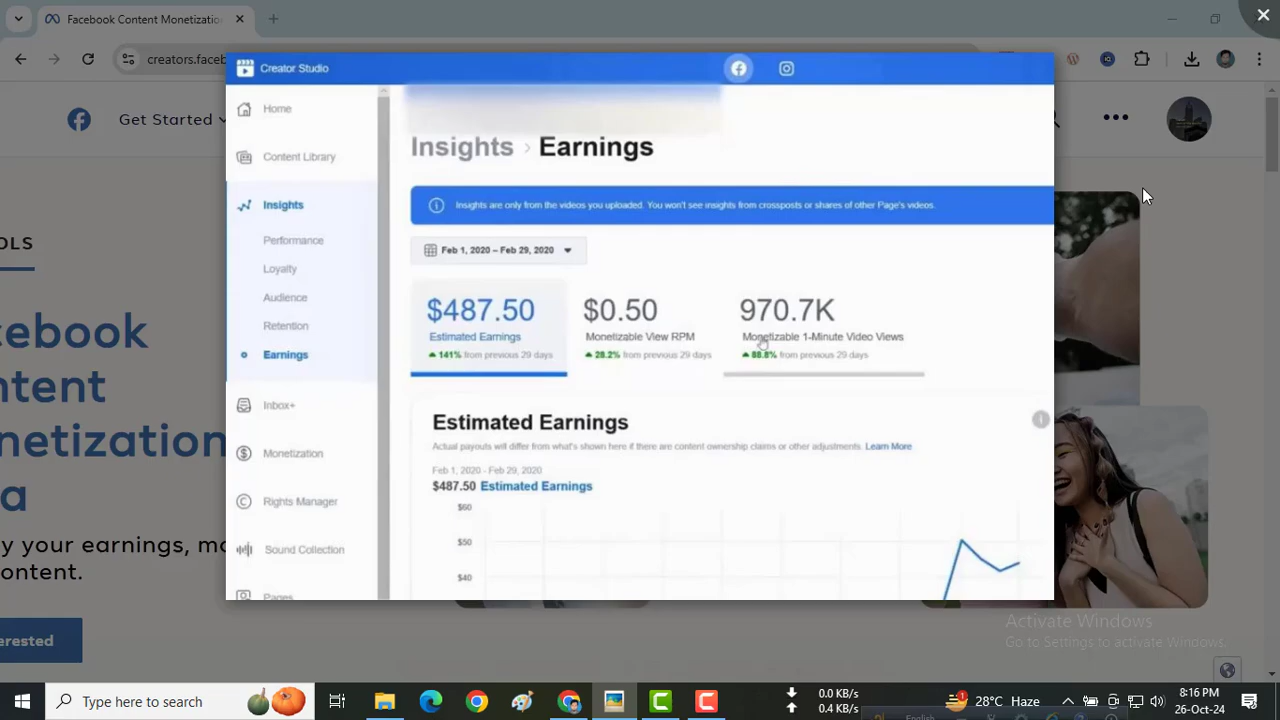 Facebook Content Monetizatio
creators.faceb
Get Started
OLS
cebook
ntent
netization
a
y your earnings, mo
content.
erested
Creator Studio
Home
Content Library
Insights
Performance
Loyalty
Audience
Retention
Earnings
Inbox+
Monetization
Rights Manager
Sound Collection
Pages
Insights › Earnings
Insights are only from the videos you uploaded. You won't see insights from crossposts or shares of other Page's videos.
Feb 1, 2020 – Feb 29, 2020
$487.50
Estimated Earnings
141% from previous 29 days
$0.50
Monetizable View RPM
28.2% from previous 29 days
970.7K
Monetizable 1-Minute Video Views
88.8% from previous 29 days
Estimated Earnings
Actual payouts will differ from what's shown here if there are content ownership claims or other adjustments. Learn More
Feb 1, 2020 - Feb 29, 2020
$487.50 Estimated Earnings
$60
$50
$40
Activate Windows
Go to Settings to activate Windows.
Type here to search
0.0 KB/s
0.4 KB/s
1
28°C Haze
8:16 PM
26-Oct-24
English